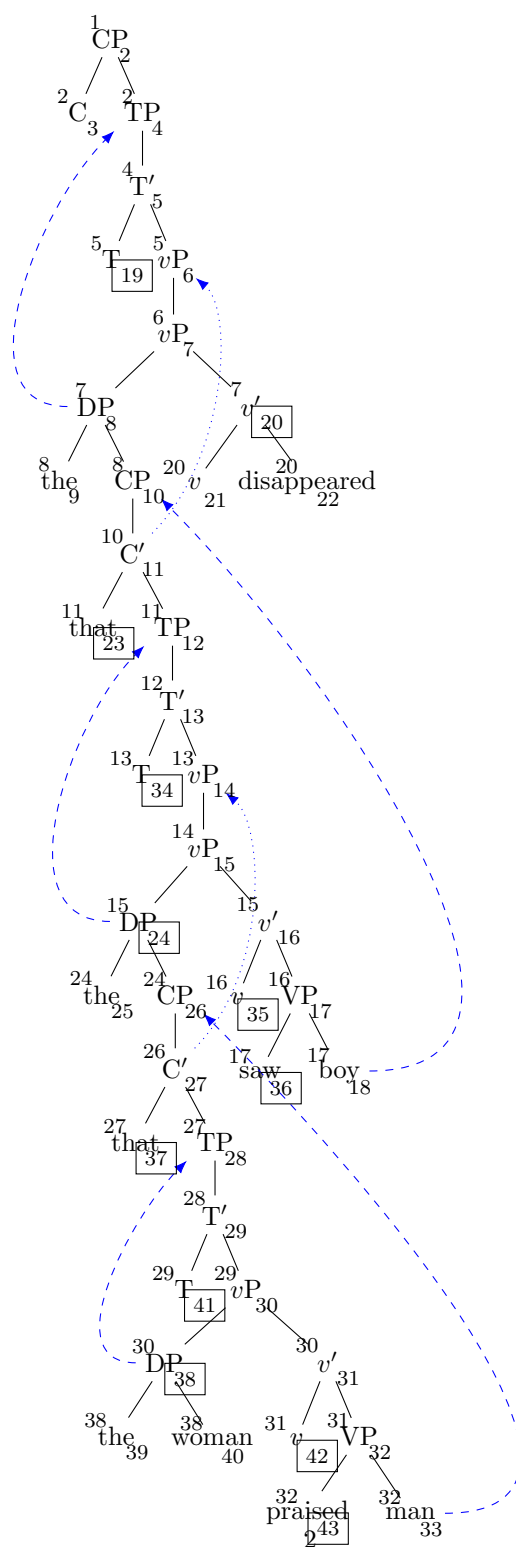 1 CP 2
2 C 3 2 TP 4
4 T′ 5
5 T 19 5 vP 6
6 vP 7
7 DP 8 7 v′ 20
8 the 9 8 CP 10 20 v 21 20 disappeared 22
10 C′ 11
11 that 23 11 TP 12
12 T′ 13
13 T 34 13 vP 14
14 vP 15
15 DP 24 15 v′ 16
24 the 25 24 CP 26 16 v 35 16 VP 17
26 C′ 27 17 saw 36 17 boy 18
27 that 37 27 TP 28
28 T′ 29
29 T 41 29 vP 30
30 DP 38 30 v′ 31
38 the 39 38 woman 40 31 v 42 31 VP 32
32 praised 43 32 man 33
2